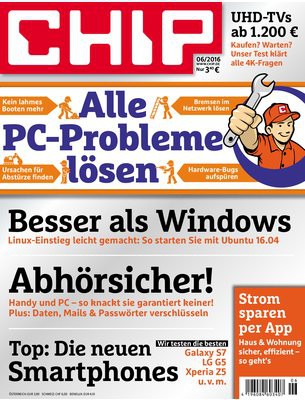 CHIP
06/2016
WWW.CHIP.DE
UHD-TVs
ab 1.200 €
Kaufen? Warten?
Unser Test klärt
alle 4K-Fragen
Kein lahmes
Booten mehr
Bremsen im
Netzwerk lösen
Alle
PC-Probleme
lösen
Ursachen für
Abstürze finden
Hardware-Bugs
aufspüren
Besser als Windows
Linux-Einstieg leicht gemacht: So starten Sie mit Ubuntu 16.04
Abhörsicher!
Handy und PC – so knackt sie garantiert keiner!
Plus: Daten, Mails & Passwörter verschlüsseln
Top: Die neuen
Smartphones
Wir testen die besten
Galaxy S7
LG G5
Xperia Z5
u. v. m.
Strom
sparen
per App
Haus & Wohnung
sicher, effizient –
so geht's